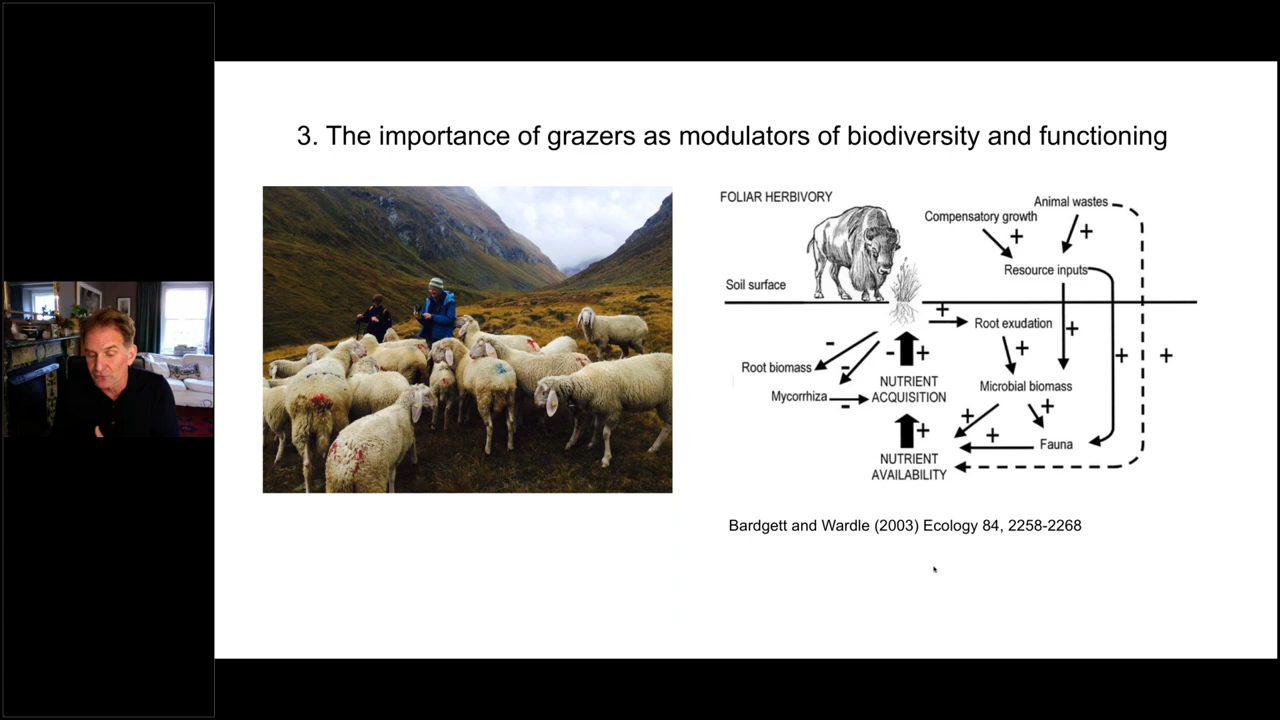 3. The importance of grazers as modulators of biodiversity and functioning
FOLIAR HERBIVORY
Animal wastes
Compensatory growth
+
+
Resource inputs
Soil surface
+
Root exudation
+
-
- +
+
+ +
Root biomass
-
NUTRIENT
ACQUISITION
Microbial biomass
Mycorrhiza
-
+
+
+
+
Fauna
NUTRIENT
AVAILABILITY
Bardgett and Wardle (2003) Ecology 84, 2258-2268